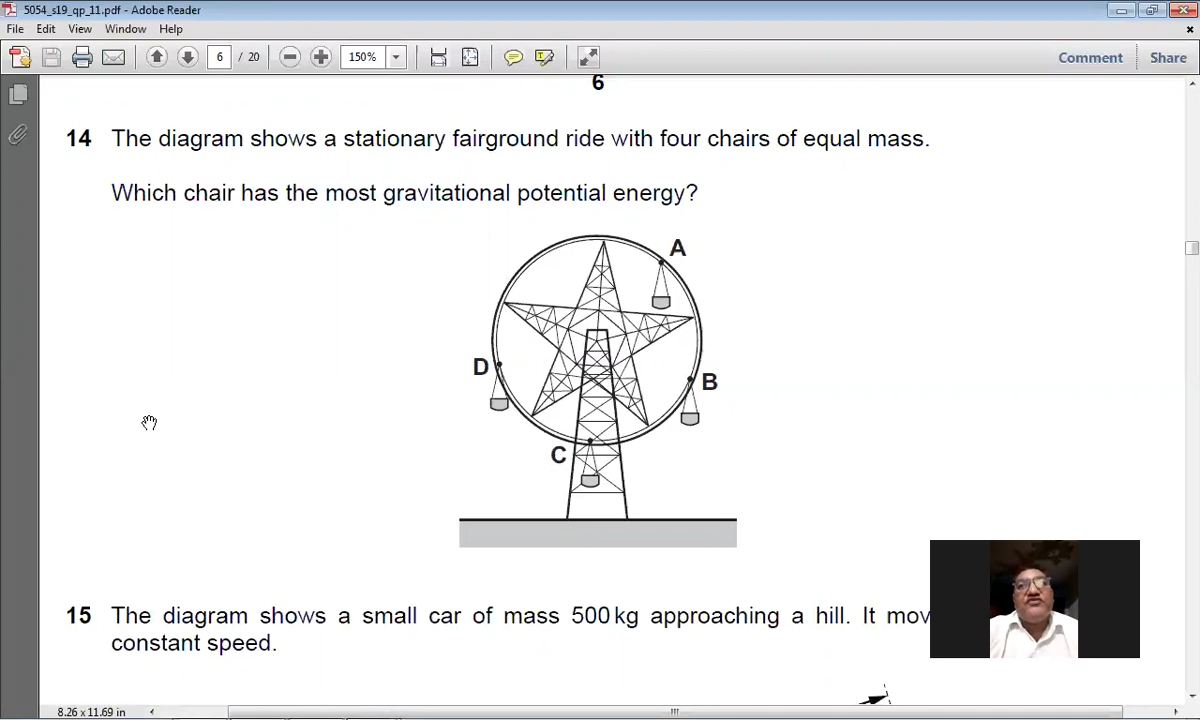 5054_s19_qp_11.pdf - Adobe Reader
File Edit View Window Help
6 / 20 150% Comment Share
6
14 The diagram shows a stationary fairground ride with four chairs of equal mass.
Which chair has the most gravitational potential energy?
A
D
B
C
15 The diagram shows a small car of mass 500 kg approaching a hill. It mov
constant speed.
8.26 x 11.69 in